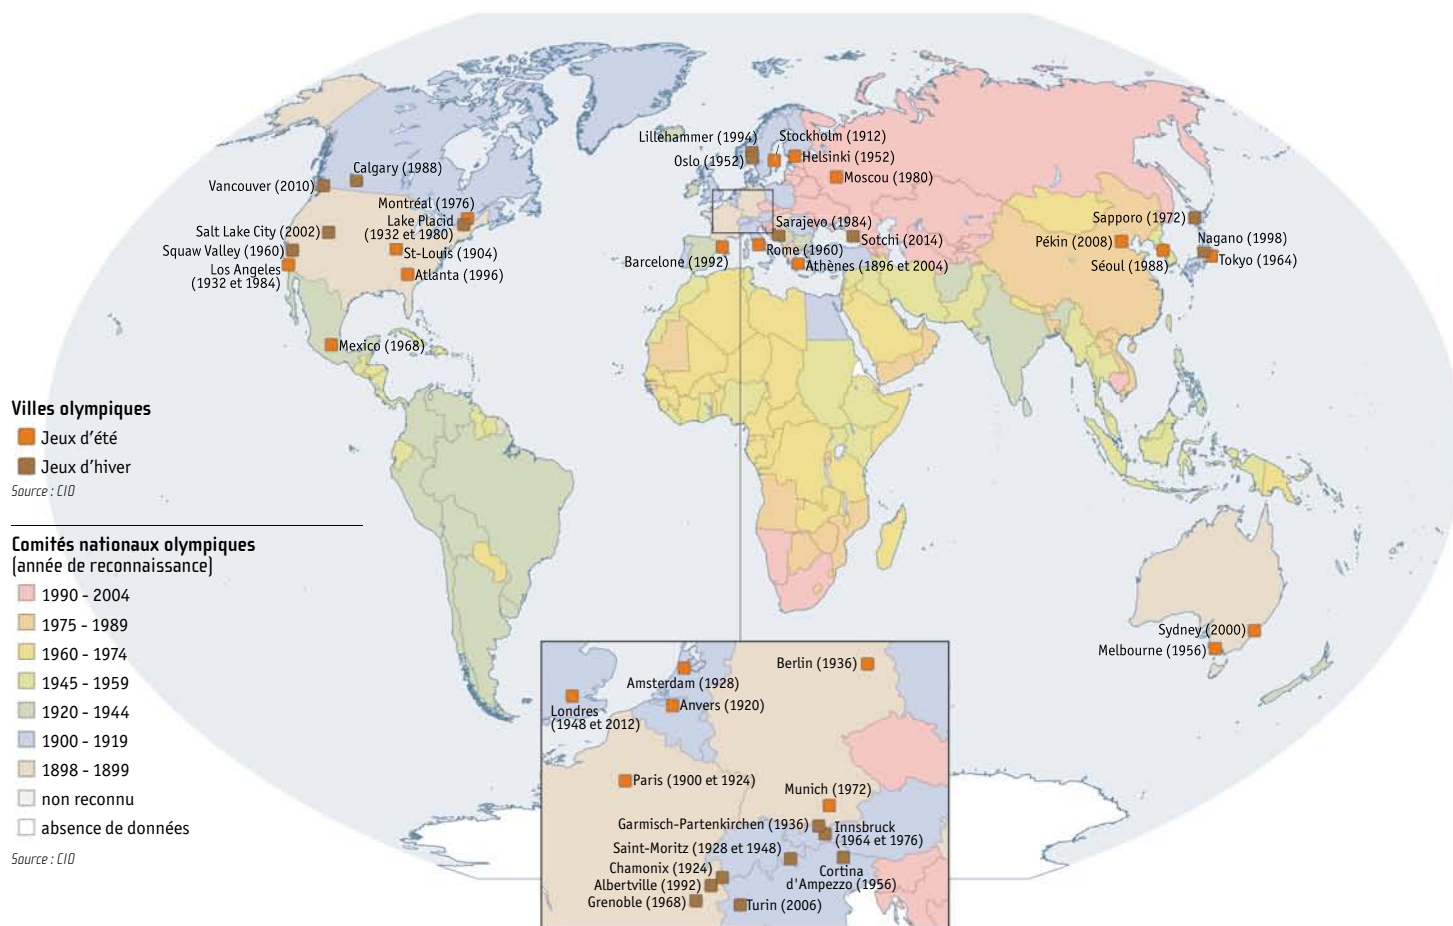 Lillehammer (1994)
Stockholm (1912)
Oslo (1952)
Helsinki (1952)
Moscou (1980)
Calgary (1988)
Vancouver (2010)
Montréal (1976)
Lake Placid
(1932 et 1980)
Salt Lake City (2002)
Squaw Valley (1960)
St-Louis (1904)
Los Angeles
(1932 et 1984)
Atlanta (1996)
Mexico (1968)
Sarajevo (1984)
Sotchi (2014)
Rome (1960)
Barcelone (1992)
Athènes (1896 et 2004)
Sapporo (1972)
Pékin (2008)
Nagano (1998)
Séoul (1988)
Tokyo (1964)
Sydney (2000)
Melbourne (1956)
Villes olympiques
Jeux d'été
Jeux d'hiver
Source : CIO
Comités nationaux olympiques
(année de reconnaissance)
1990 - 2004
1975 - 1989
1960 - 1974
1945 - 1959
1920 - 1944
1900 - 1919
1898 - 1899
non reconnu
absence de données
Source : CIO
Berlin (1936)
Amsterdam (1928)
Anvers (1920)
Londres
(1948 et 2012)
Paris (1900 et 1924)
Munich (1972)
Garmisch-Partenkirchen (1936)
Innsbruck
(1964 et 1976)
Saint-Moritz (1928 et 1948)
Chamonix (1924)
Cortina
d'Ampezzo (1956)
Albertville (1992)
Grenoble (1968)
Turin (2006)